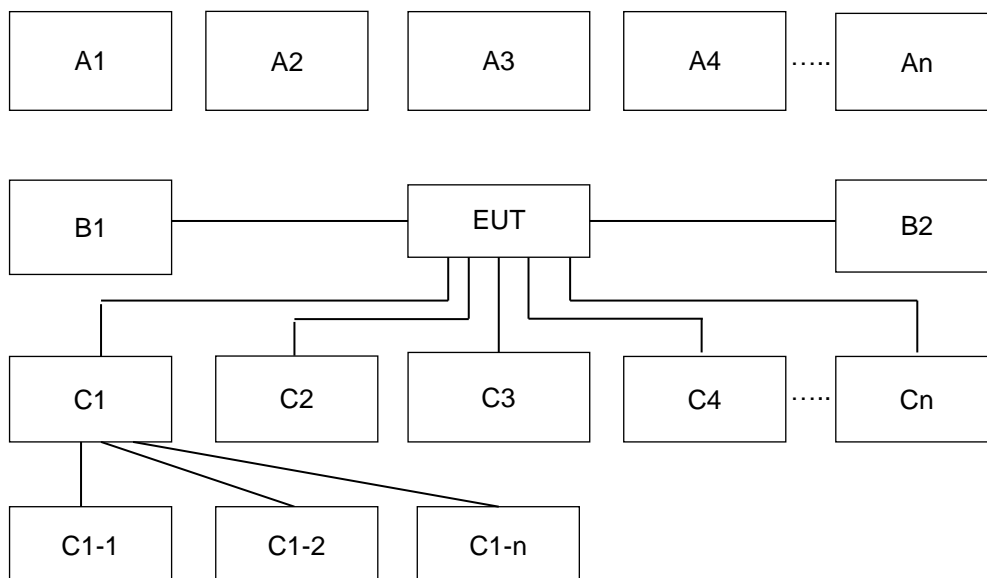 A1 A2 A3 A4 ..... An
B1 EUT B2
C1 C2 C3 C4 ..... Cn
C1-1 C1-2 C1-n